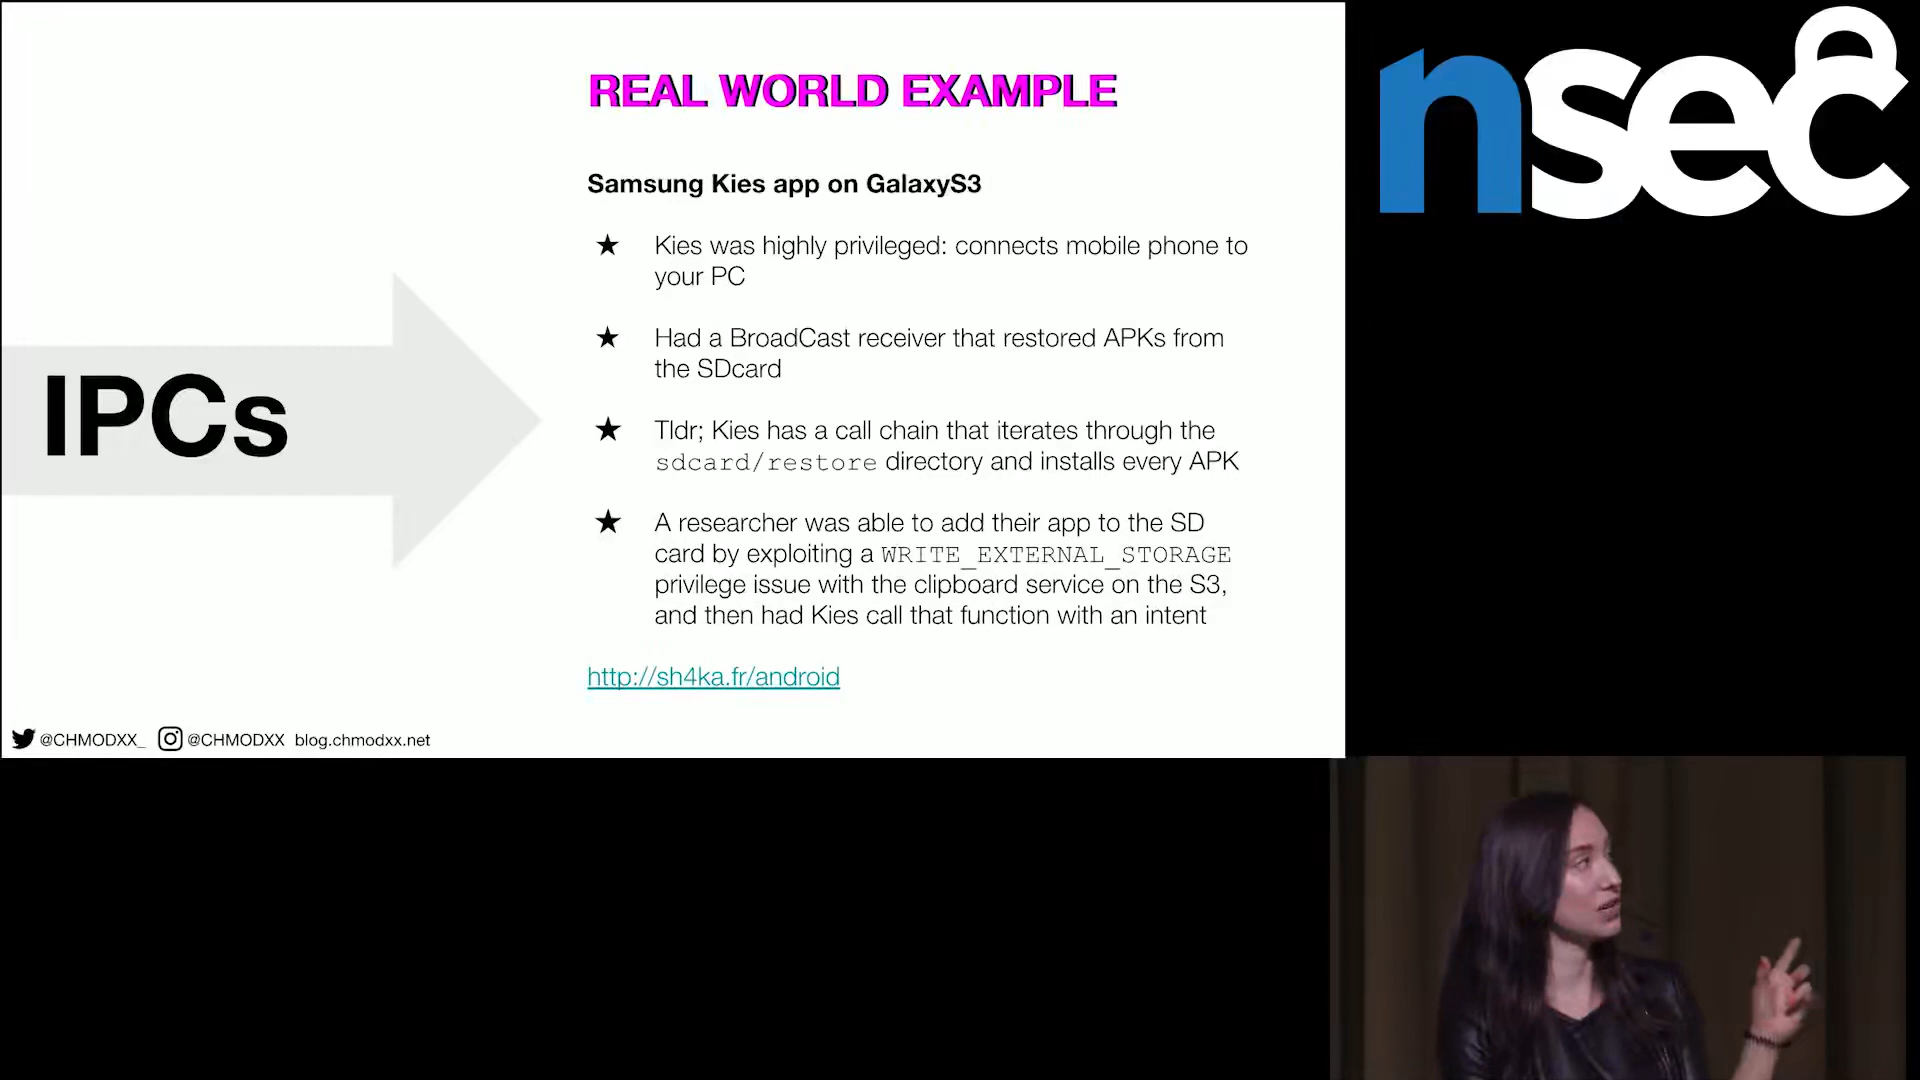 REAL WORLD EXAMPLE
Samsung Kies app on GalaxyS3
★ Kies was highly privileged: connects mobile phone to
your PC
★ Had a BroadCast receiver that restored APKs from
the SDcard
★ Tldr; Kies has a call chain that iterates through the
sdcard/restore directory and installs every APK
★ A researcher was able to add their app to the SD
card by exploiting a WRITE_EXTERNAL_STORAGE
privilege issue with the clipboard service on the S3,
and then had Kies call that function with an intent
http://sh4ka.fr/android
IPCs
@CHMODXX_ @CHMODXX blog.chmodxx.net
nsec